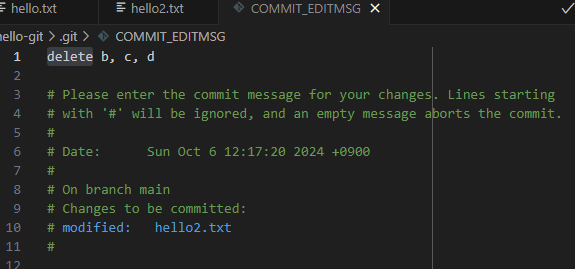 hello.txt hello2.txt COMMIT_EDITMSG
hello-git > .git > COMMIT_EDITMSG
1 delete b, c, d
2
3 # Please enter the commit message for your changes. Lines starting
4 # with '#' will be ignored, and an empty message aborts the commit.
5 #
6 # Date:      Sun Oct 6 12:17:20 2024 +0900
7 #
8 # On branch main
9 # Changes to be committed:
10 # modified:   hello2.txt
11 #
12